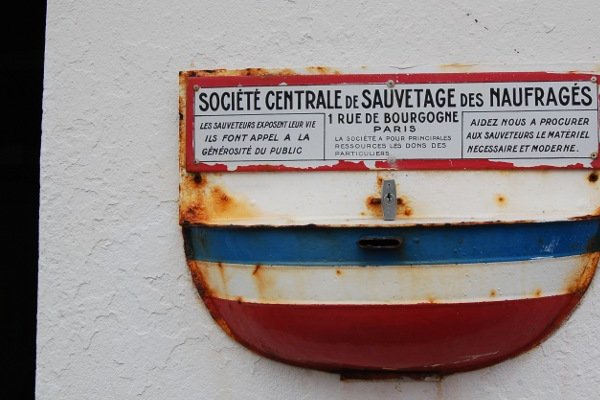 SOCIÉTÉ CENTRALE DE SAUVETAGE DES NAUFRAGÉS
LES SAUVETEURS EXPOSENT LEUR VIE
ILS FONT APPEL A LA
GÉNÉROSITÉ DU PUBLIC
1 RUE DE BOURGOGNE
PARIS
LA SOCIÉTÉ A POUR PRINCIPALES
RESSOURCES LES DONS DES
PARTICULIERS
AIDEZ NOUS A PROCURER
AUX SAUVETEURS LE MATÉRIEL
NECESSAIRE ET MODERNE.